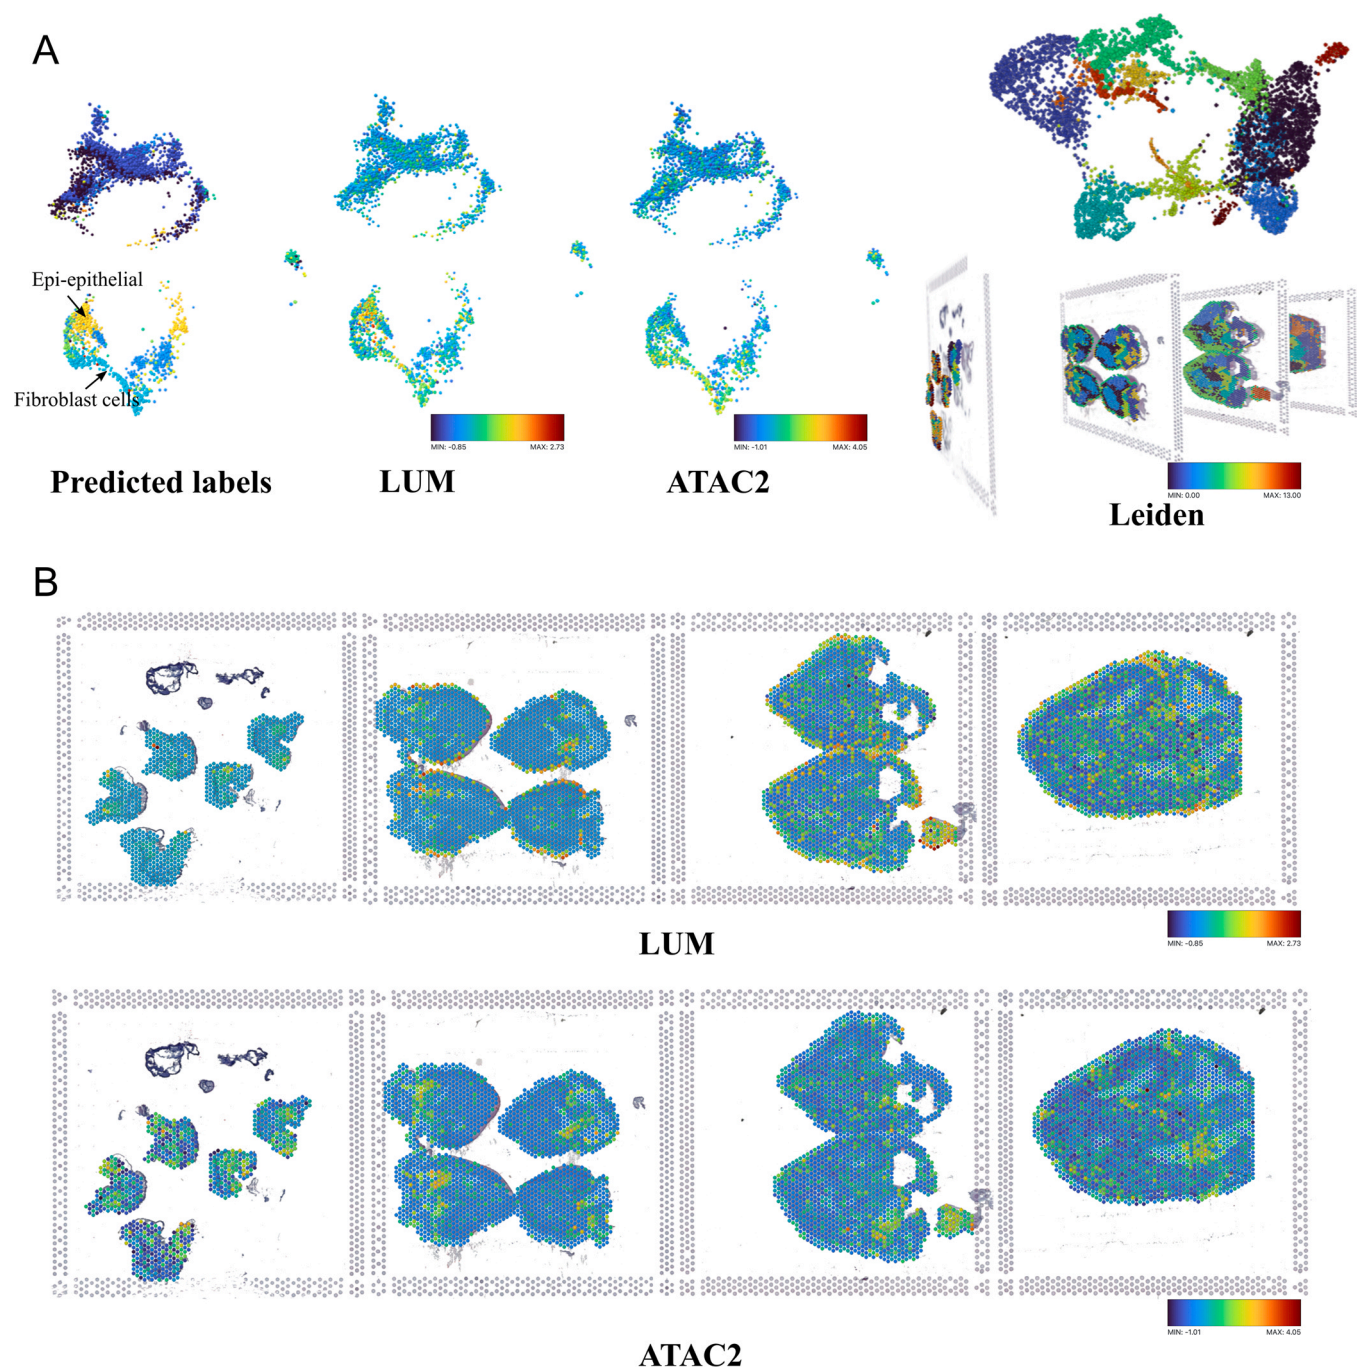 A
Epi-epithelial
Fibroblast cells
MIN: -0.85 MAX: 2.73
MIN: -1.01 MAX: 4.05
MIN: 0.00 MAX: 13.00
Predicted labels
LUM
ATAC2
Leiden
B
MIN: -0.85 MAX: 2.73
LUM
MIN: -1.01 MAX: 4.05
ATAC2